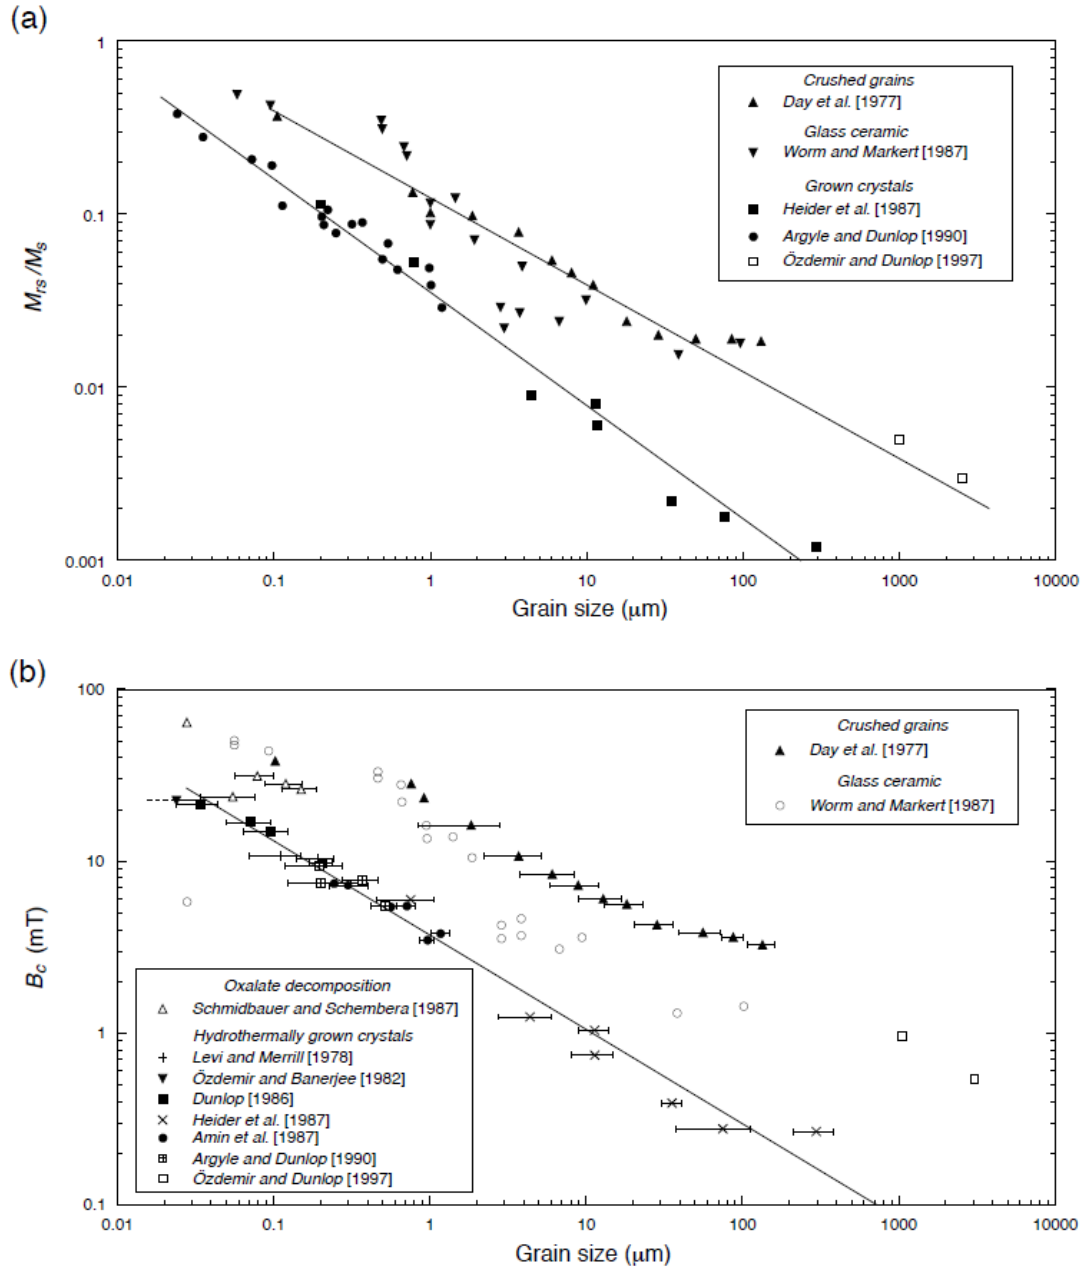 (a)
1
0.1
0.01
0.001
Mrs/Ms
0.01 0.1 1 10 100 1000 10000
Grain size (μm)
Crushed grains
Day et al. [1977]
Glass ceramic
Worm and Markert [1987]
Grown crystals
Heider et al. [1987]
Argyle and Dunlop [1990]
Özdemir and Dunlop [1997]
(b)
100
10
1
0.1
Bc (mT)
0.01 0.1 1 10 100 1000 10000
Grain size (μm)
Crushed grains
Day et al. [1977]
Glass ceramic
Worm and Markert [1987]
Oxalate decomposition
Schmidbauer and Schembera [1987]
Hydrothermally grown crystals
Levi and Merrill [1978]
Özdemir and Banerjee [1982]
Dunlop [1986]
Heider et al. [1987]
Amin et al. [1987]
Argyle and Dunlop [1990]
Özdemir and Dunlop [1997]